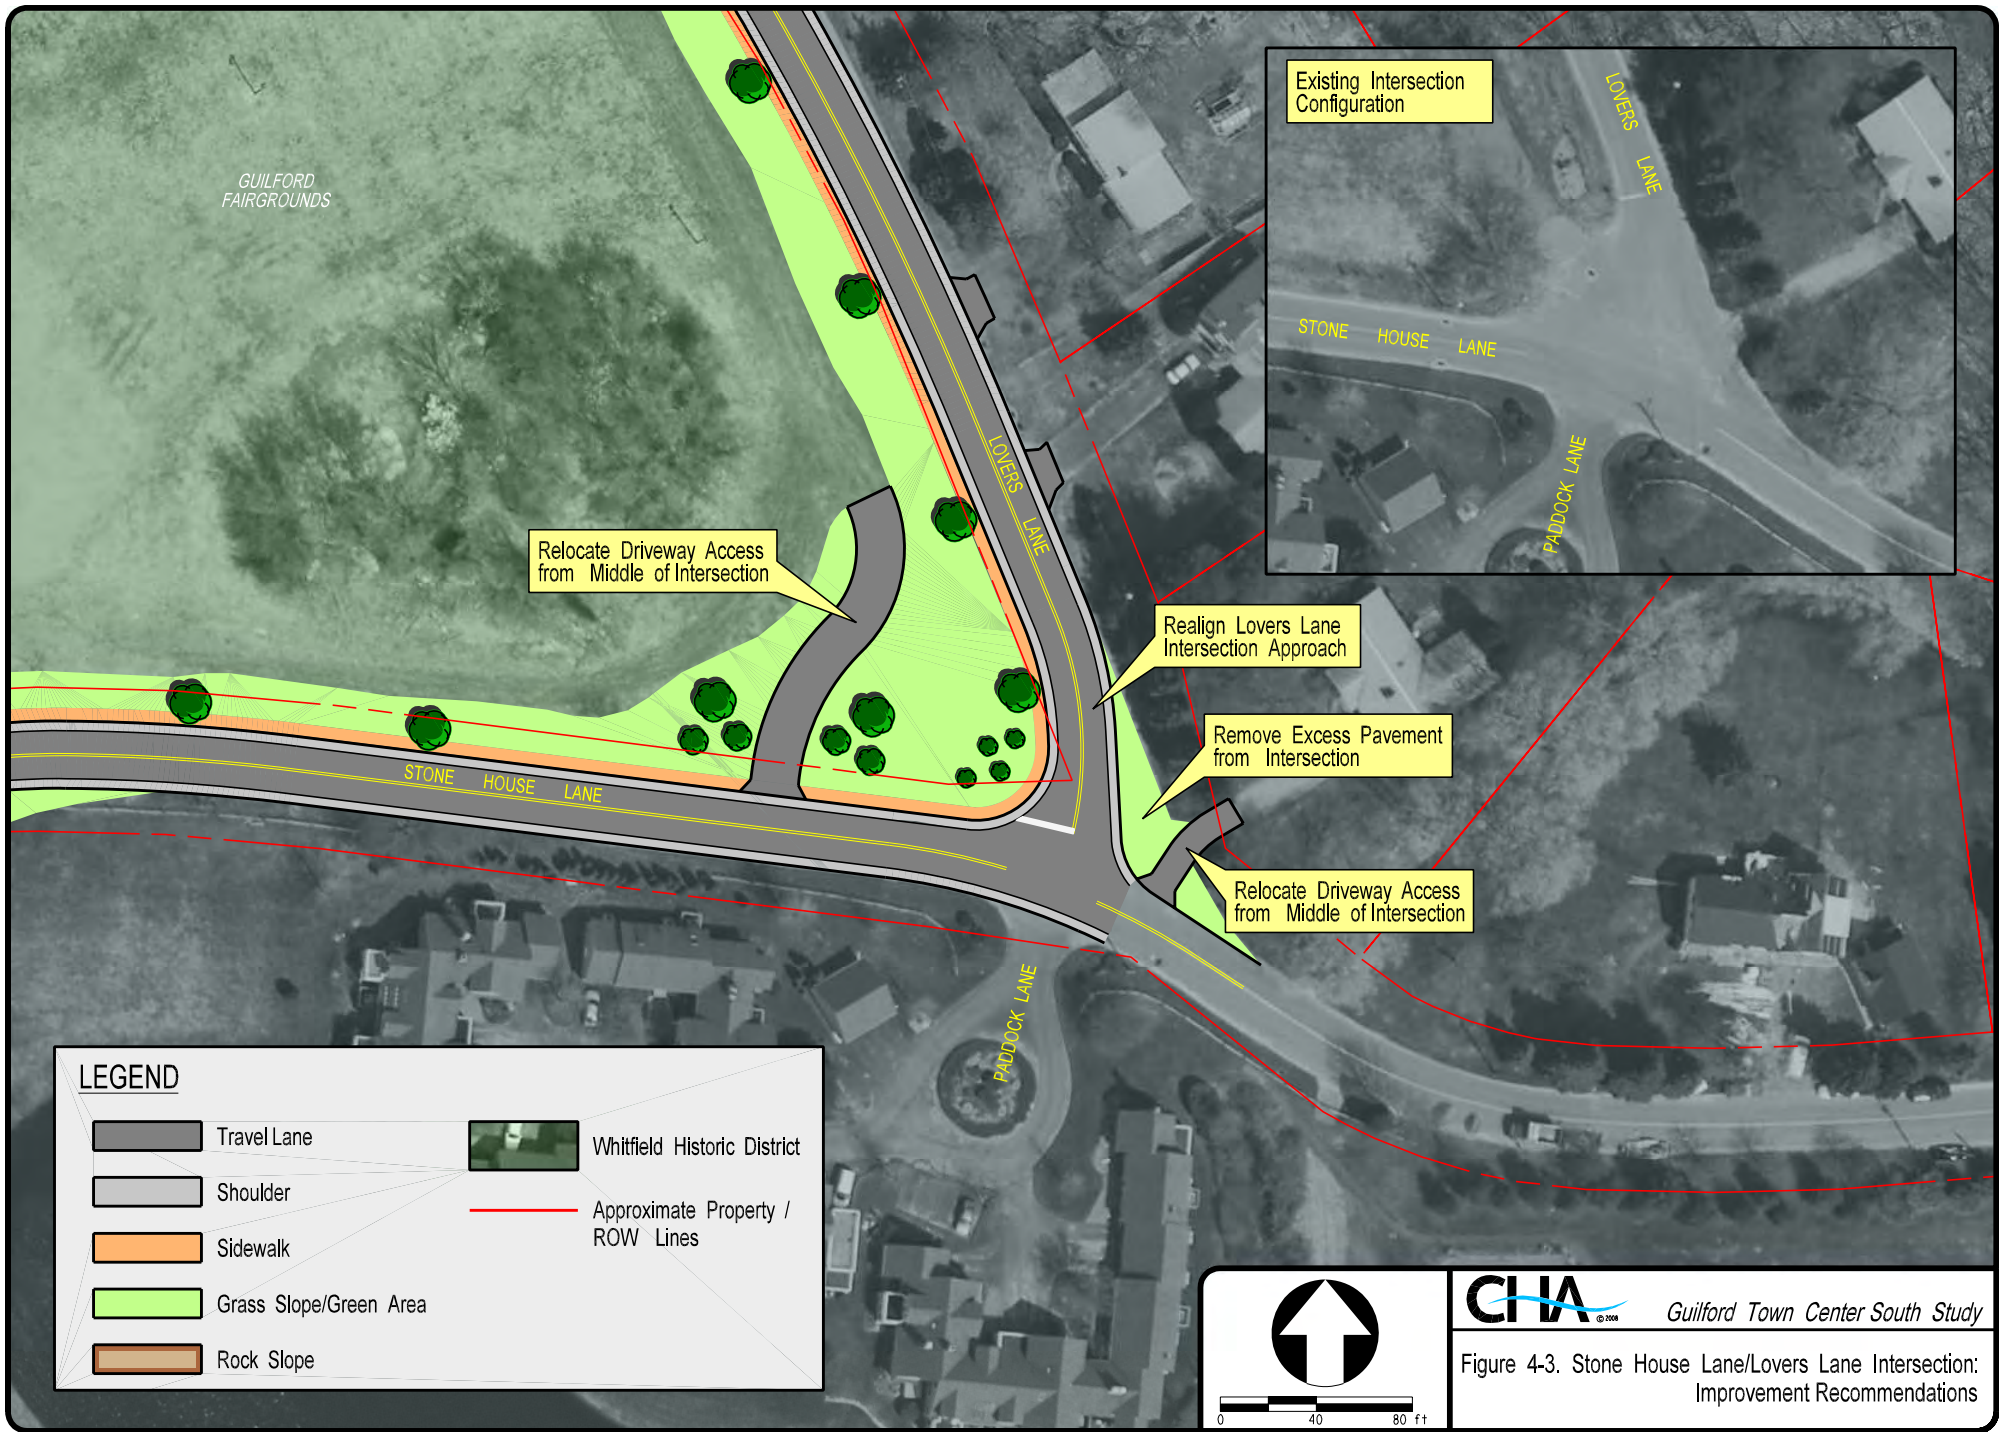 Existing Intersection
Configuration
LOVERS LANE
STONE HOUSE LANE
PADDOCK LANE
GUILFORD
FAIRGROUNDS
LOVERS LANE
Relocate Driveway Access
from Middle of Intersection
Realign Lovers Lane
Intersection Approach
Remove Excess Pavement
from Intersection
STONE HOUSE LANE
Relocate Driveway Access
from Middle of Intersection
PADDOCK LANE
LEGEND
Travel Lane
Shoulder
Sidewalk
Grass Slope/Green Area
Rock Slope
Whitfield Historic District
Approximate Property /
ROW Lines
0 40 80 ft
CHA © 2008
Guilford Town Center South Study
Figure 4-3. Stone House Lane/Lovers Lane Intersection:
Improvement Recommendations